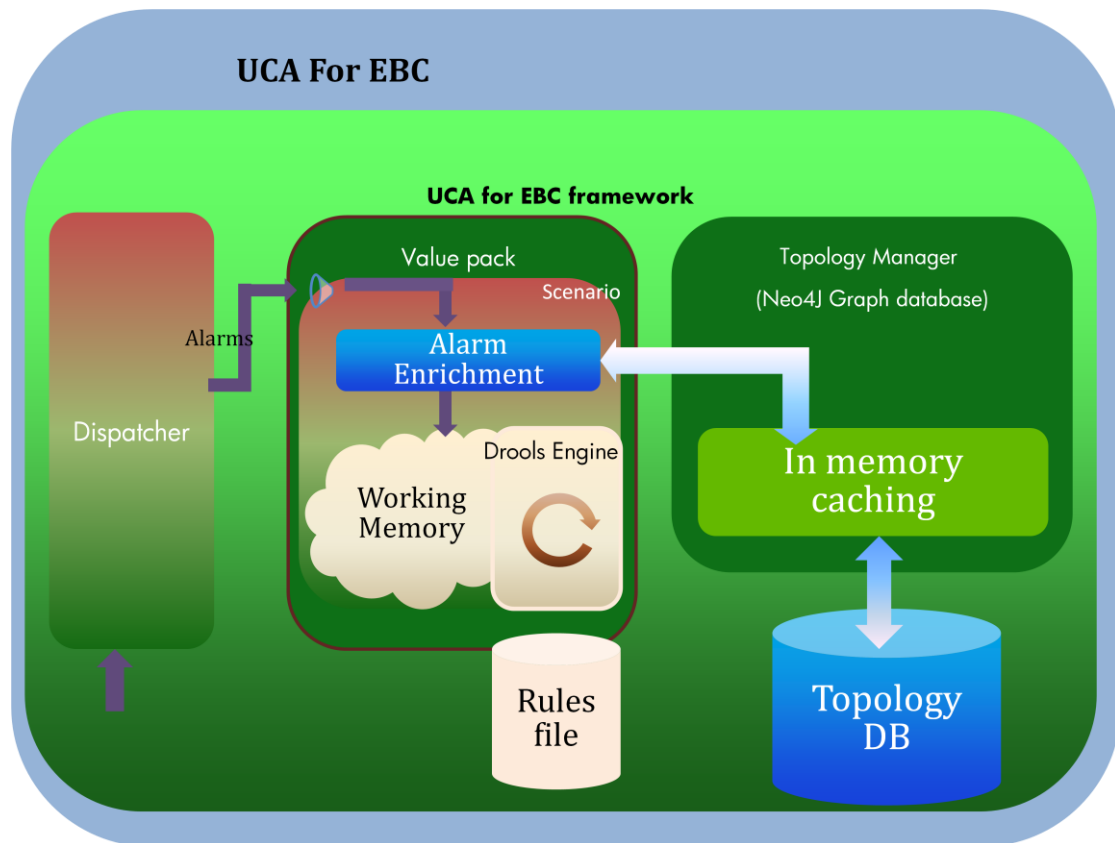 UCA For EBC
UCA for EBC framework
Value pack
Scenario
Topology Manager
(Neo4J Graph database)
Alarms
Alarm
Enrichment
Dispatcher
Drools Engine
Working
Memory
In memory
caching
Rules
file
Topology
DB